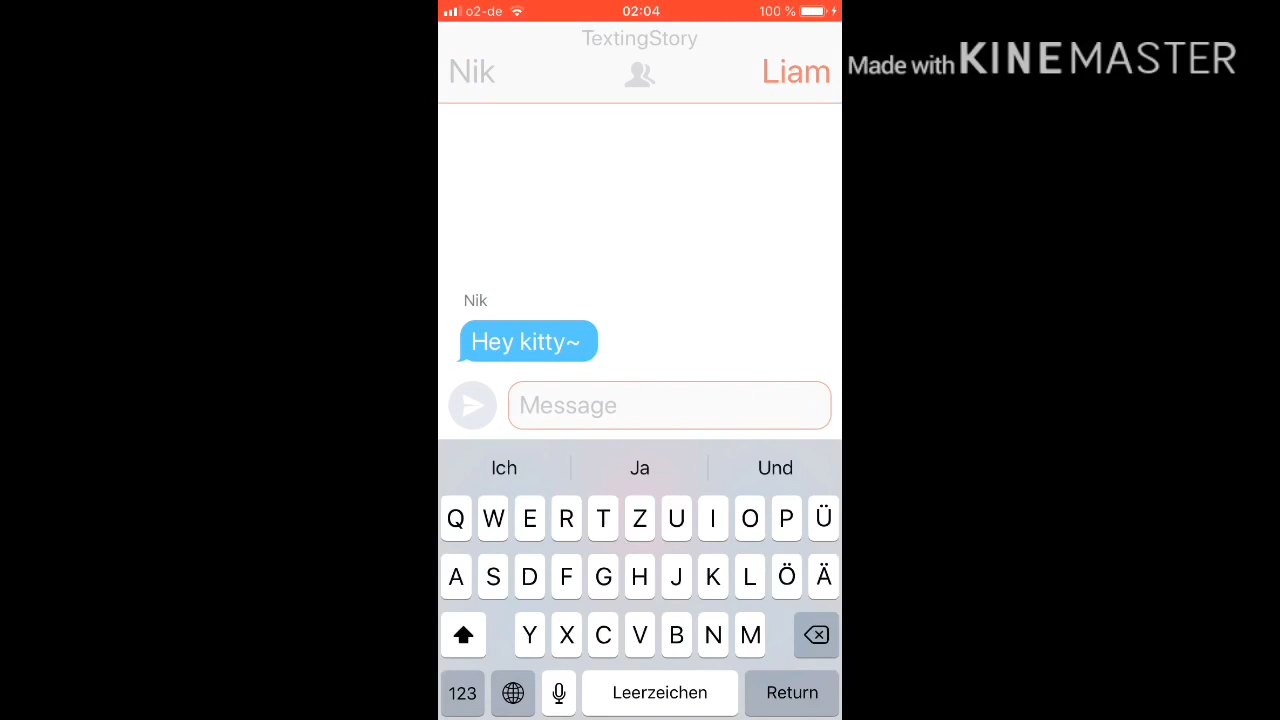 o2-de 02:04 100 %
TextingStory
Nik Liam
Made with KINEMASTER
Nik
Hey kitty~
Message
Ich Ja Und
Q W E R T Z U I O P Ü
A S D F G H J K L Ö Ä
Y X C V B N M
123 Leerzeichen Return